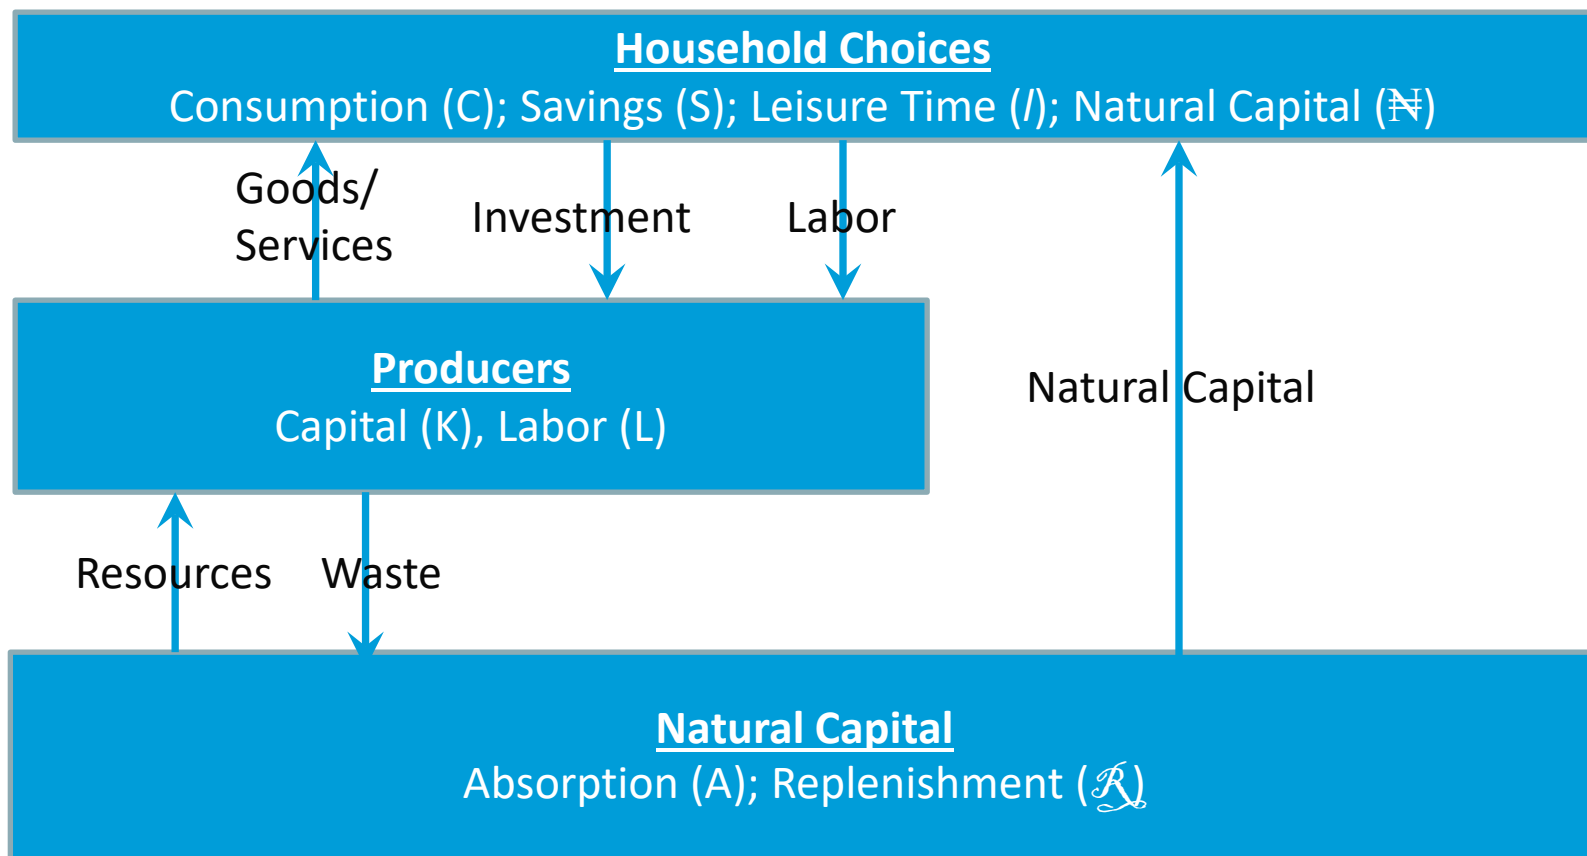 Household Choices
Consumption (C); Savings (S); Leisure Time (l); Natural Capital (N)
Goods/
Services
Investment
Labor
Producers
Capital (K), Labor (L)
Natural Capital
Resources
Waste
Natural Capital
Absorption (A); Replenishment (ℛ)